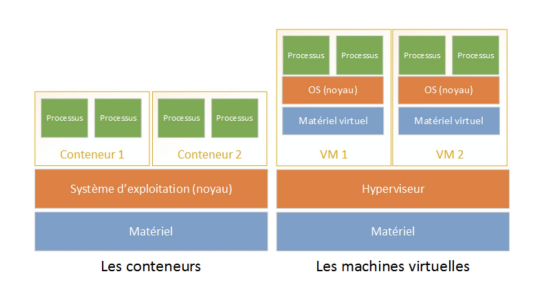 Processus Processus Processus Processus
OS (noyau) OS (noyau)
Matériel virtuel Matériel virtuel
Processus Processus Processus Processus
Conteneur 1 Conteneur 2 VM 1 VM 2
Système d'exploitation (noyau) Hyperviseur
Matériel Matériel
Les conteneurs Les machines virtuelles